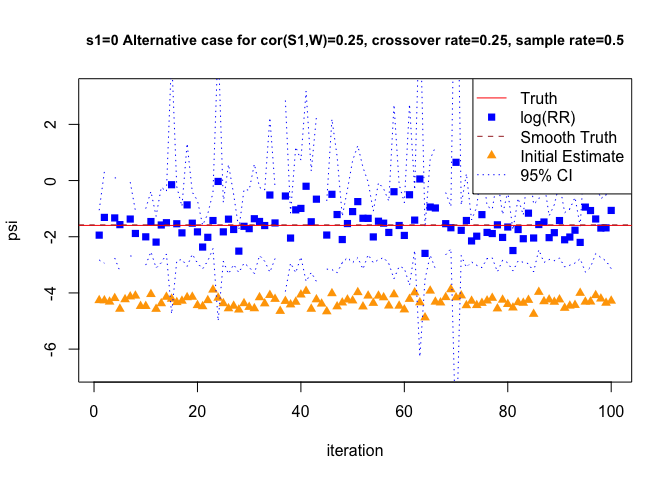 s1=0 Alternative case for cor(S1,W)=0.25, crossover rate=0.25, sample rate=0.5
Truth
log(RR)
Smooth Truth
Initial Estimate
95% CI
psi
2
0
-2
-4
-6
0 20 40 60 80 100
iteration